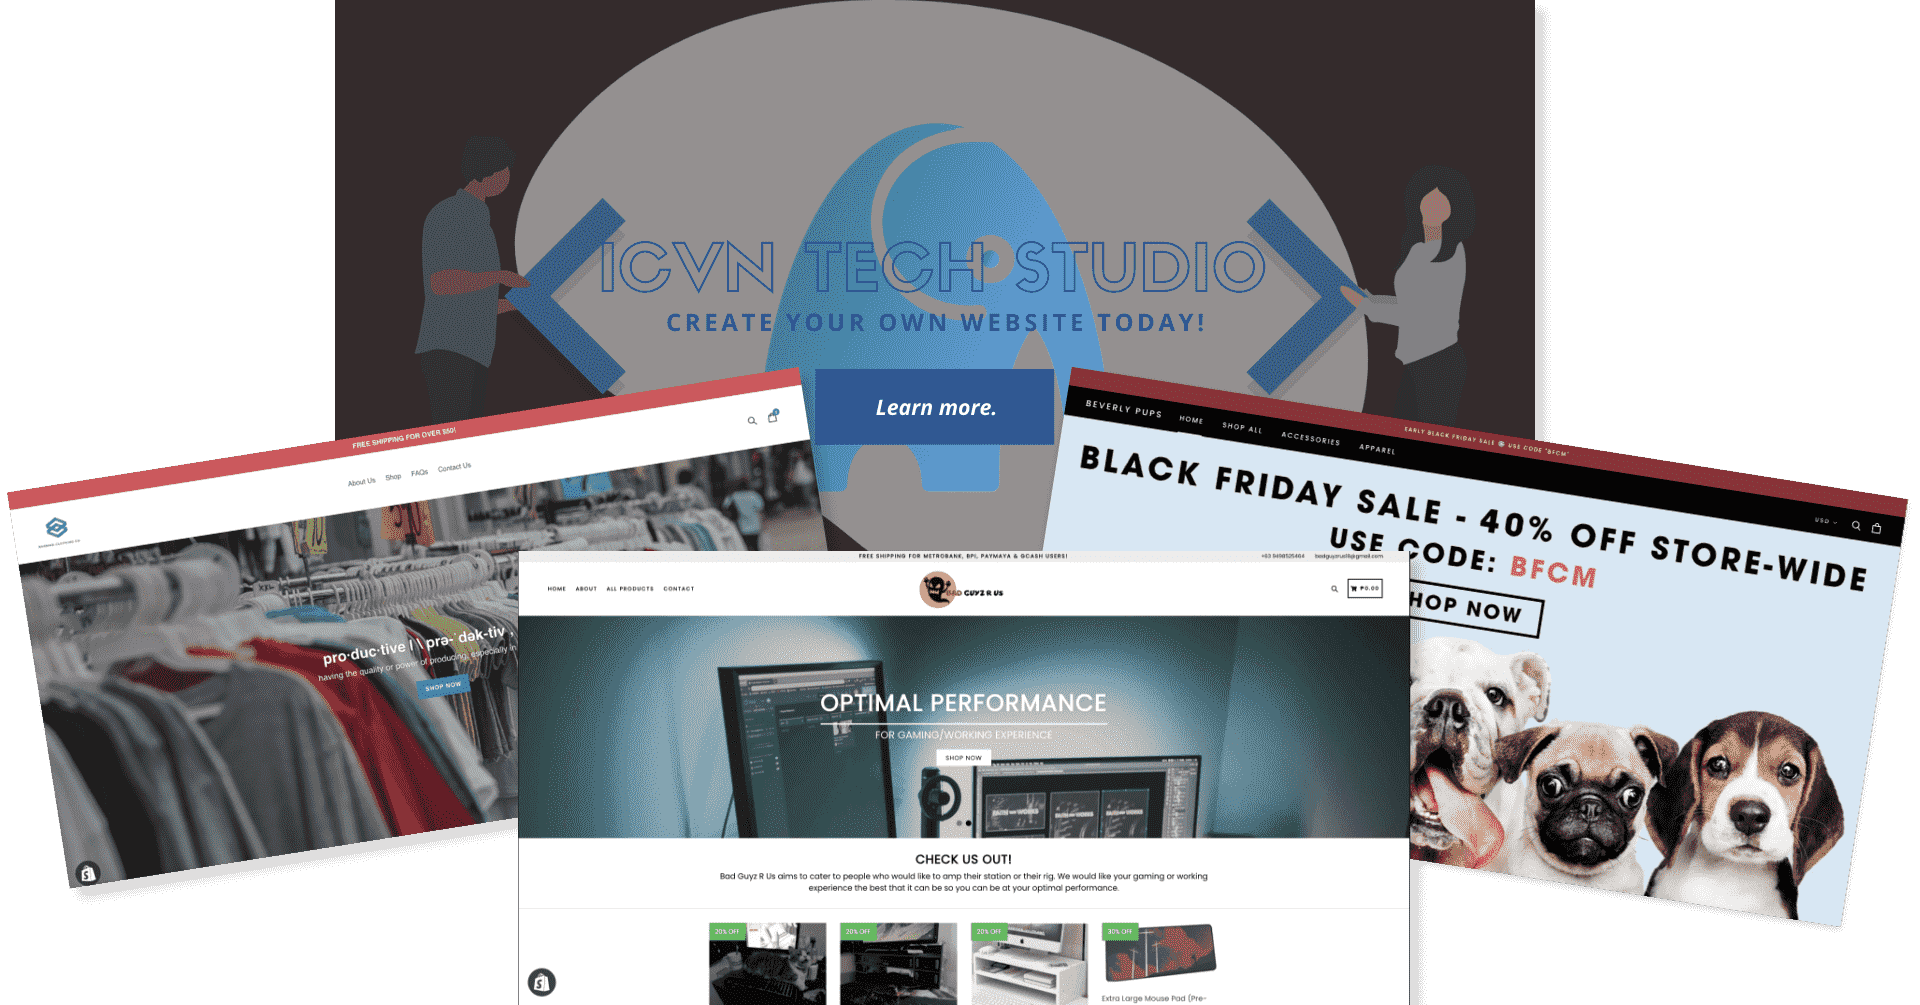 ICVN TECH STUDIO
CREATE YOUR OWN WEBSITE TODAY!
Learn more.
FREE SHIPPING FOR OVER $50!
About Us Shop FAQs Contact Us
pro·duc·tive | \ prə-ˈdək-tiv ,
having the quality or power of producing, especially in
SHOP NOW
EARLY BLACK FRIDAY SALE USE CODE "BFCM"
BEVERLY PUPS HOME SHOP ALL ACCESSORIES APPAREL
USD
BLACK FRIDAY SALE - 40% OFF STORE-WIDE
USE CODE: BFCM
HOP NOW
FREE SHIPPING FOR METROBANK, BPI, PAYMAYA & GCASH USERS!
HOME ABOUT ALL PRODUCTS CONTACT
BAD GUYZ R US
₱0.00
OPTIMAL PERFORMANCE
FOR GAMING/WORKING EXPERIENCE
SHOP NOW
CHECK US OUT!
Bad Guyz R Us aims to cater to people who would like to amp their station or their rig. We would like your gaming or working
experience the best that it can be so you can be at your optimal performance.
20% OFF 20% OFF 20% OFF 30% OFF
Extra Large Mouse Pad (Pre-